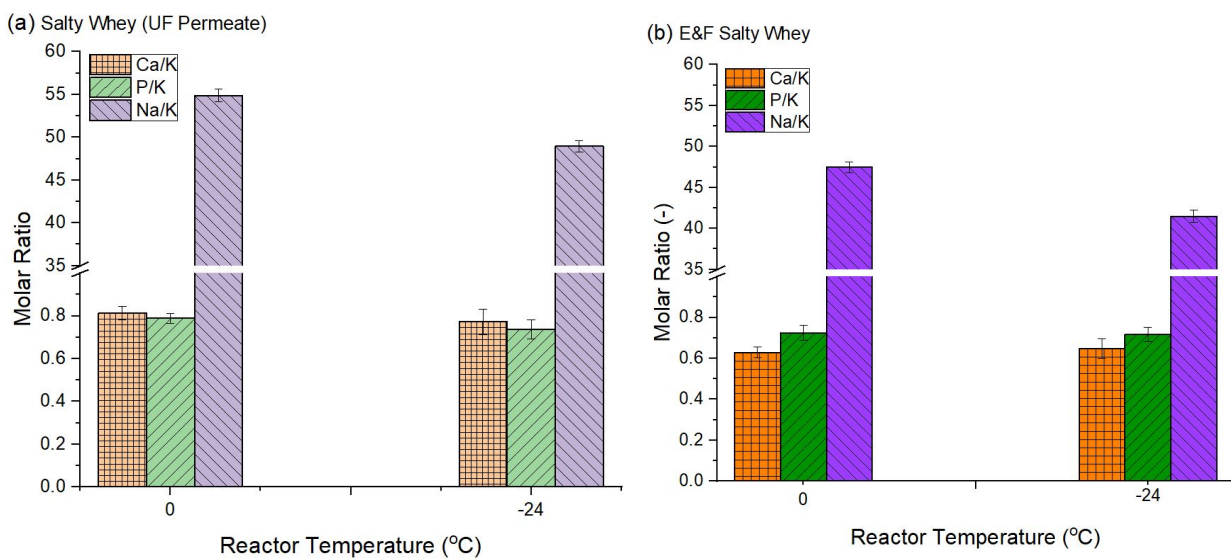 (a) Salty Whey (UF Permeate)
Ca/K
P/K
Na/K
60
55
50
45
40
35
0.8
0.6
0.4
0.2
0.0
Molar Ratio
0
-24
Reactor Temperature (°C)
(b) E&F Salty Whey
Ca/K
P/K
Na/K
60
55
50
45
40
35
0.8
0.6
0.4
0.2
0.0
Molar Ratio (-)
0
-24
Reactor Temperature (°C)